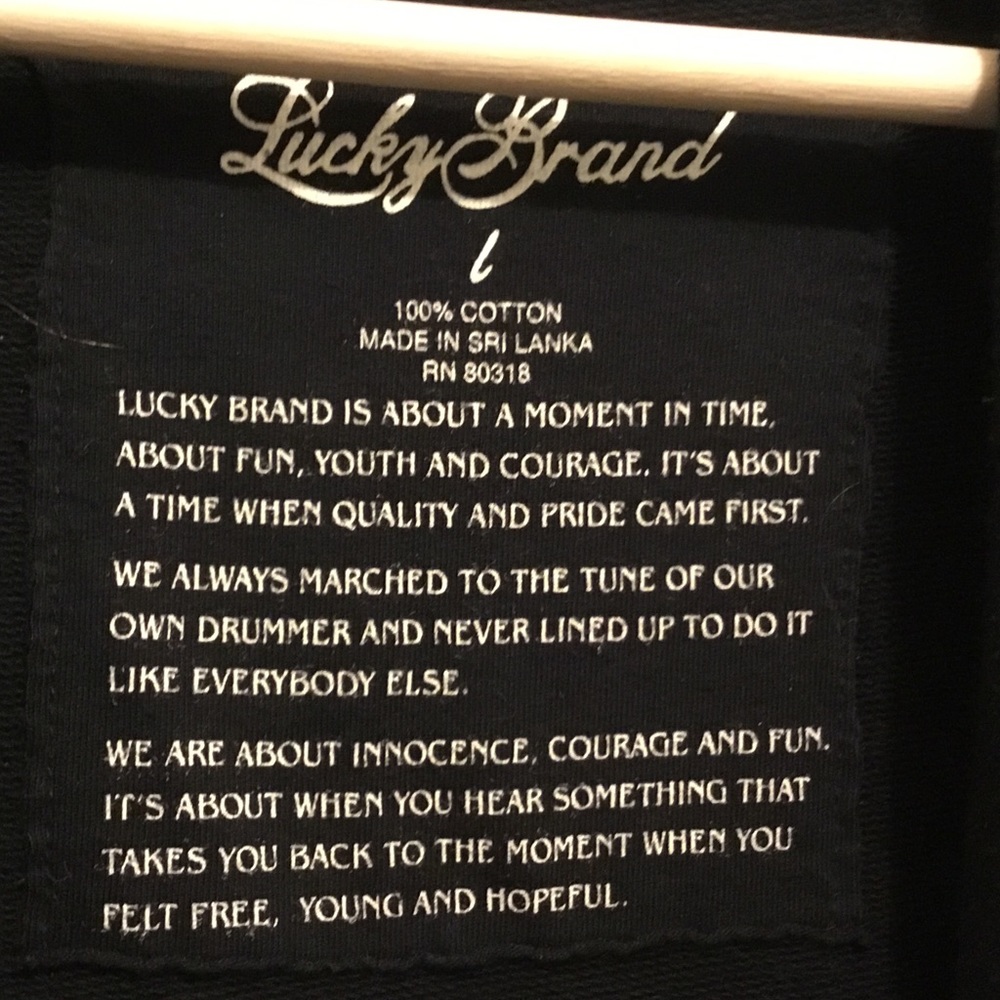 Lucky Brand
l
100% COTTON
MADE IN SRI LANKA
RN 80318
LUCKY BRAND IS ABOUT A MOMENT IN TIME,
ABOUT FUN, YOUTH AND COURAGE. IT'S ABOUT
A TIME WHEN QUALITY AND PRIDE CAME FIRST.
WE ALWAYS MARCHED TO THE TUNE OF OUR
OWN DRUMMER AND NEVER LINED UP TO DO IT
LIKE EVERYBODY ELSE.
WE ARE ABOUT INNOCENCE, COURAGE AND FUN.
IT'S ABOUT WHEN YOU HEAR SOMETHING THAT
TAKES YOU BACK TO THE MOMENT WHEN YOU
FELT FREE, YOUNG AND HOPEFUL.